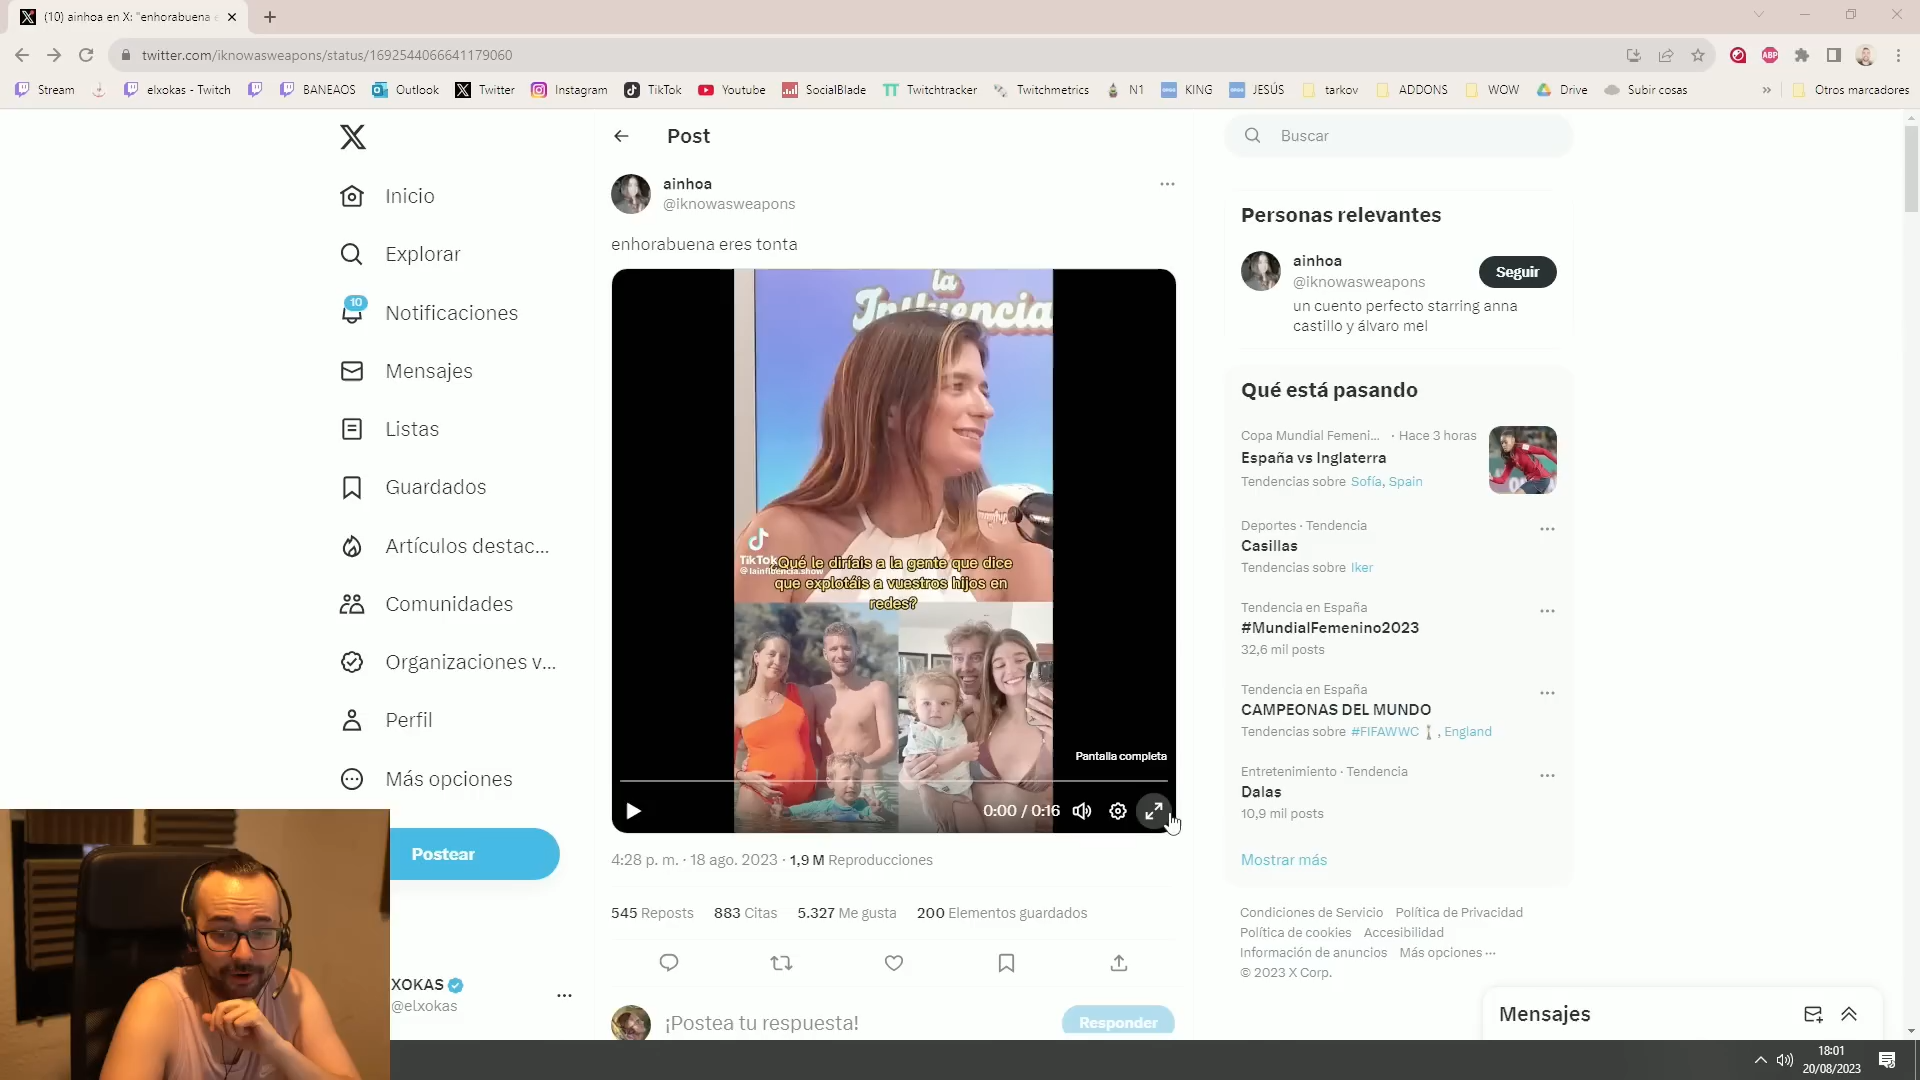 (10) ainhoa en X: "enhorabuena e
twitter.com/iknowasweapons/status/1692544066641179060
Stream
elxokas - Twitch
BANEAOS
Outlook
Twitter
Instagram
TikTok
Youtube
SocialBlade
Twitchtracker
Twitchmetrics
N1
KING
JESÚS
tarkov
ADDONS
WOW
Drive
Subir cosas
»
Otros marcadores
ABP
Inicio
Explorar
10
Notificaciones
Mensajes
Listas
Guardados
Artículos destac...
Comunidades
Organizaciones v...
Perfil
Más opciones
Postear
XOKAS
@elxokas
Post
ainhoa
@iknowasweapons
enhorabuena eres tonta
la
Influencia
TikTok
@lainfluencia.show
¿Qué le diríais a la gente que dice
que explotáis a vuestros hijos en
redes?
Pantalla completa
0:00 / 0:16
4:28 p. m. · 18 ago. 2023 · 1,9 M Reproducciones
545 Reposts 883 Citas 5.327 Me gusta 200 Elementos guardados
¡Postea tu respuesta!
Responder
Buscar
Personas relevantes
ainhoa
@iknowasweapons
Seguir
un cuento perfecto starring anna
castillo y álvaro mel
Qué está pasando
Copa Mundial Femeni... · Hace 3 horas
España vs Inglaterra
Tendencias sobre Sofía, Spain
Deportes · Tendencia
Casillas
Tendencias sobre Iker
Tendencia en España
#MundialFemenino2023
32,6 mil posts
Tendencia en España
CAMPEONAS DEL MUNDO
Tendencias sobre #FIFAWWC, England
Entretenimiento · Tendencia
Dalas
10,9 mil posts
Mostrar más
Condiciones de Servicio Política de Privacidad
Política de cookies Accesibilidad
Información de anuncios Más opciones ···
© 2023 X Corp.
Mensajes
18:01
20/08/2023